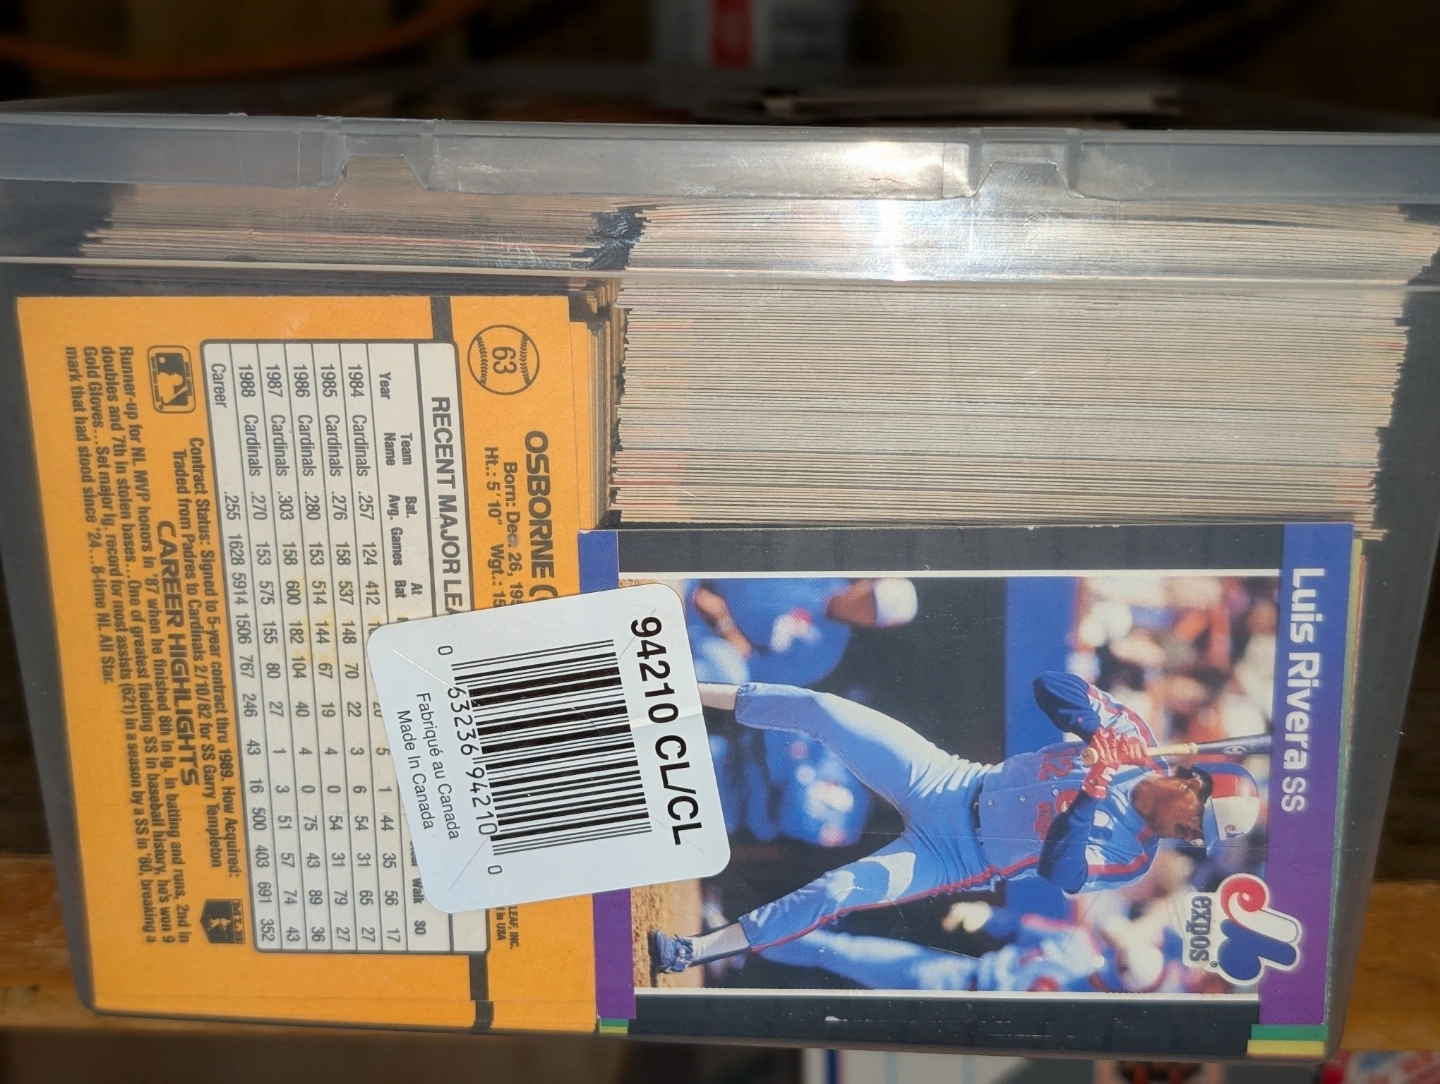 63
OSBORNE
Born: Dec. 26, 195
Ht.: 5'10" Wgt.: 15
RECENT MAJOR LEA
Year Team Name Bat. Avg. Games At Bat Walk SO
1984 Cardinals .257 124 412 5 1 44 35 56 17
1985 Cardinals .276 158 537 148 70 22 3 6 54 31 65 27
1986 Cardinals .280 153 514 144 67 19 4 0 54 31 79 27
1987 Cardinals .303 158 600 182 104 40 4 0 75 43 89 36
1988 Cardinals .270 153 575 155 80 27 1 3 51 57 74 43
Career .255 1628 5914 1506 767 246 43 16 500 403 691 352
Contract Status: Signed to 5-year contract thru 1989. How Acquired:
Traded from Padres to Cardinals 2/10/82 for SS Garry Templeton
CAREER HIGHLIGHTS
Runner-up for NL MVP honors in '87 when he finished 8th in lg. in batting and runs, 2nd in
doubles and 7th in stolen bases...One of greatest fielding SS in baseball history, he's won 9
Gold Gloves...Set major lg. record for most assists (621) in a season by a SS in '80, breaking a
mark that had stood since '24...8-time NL All Star.
LEAF, INC.
IN USA
94210 CL/CL
0 63236 94210 0
Fabriqué au Canada
Made In Canada
Luis Rivera SS
expos®
12